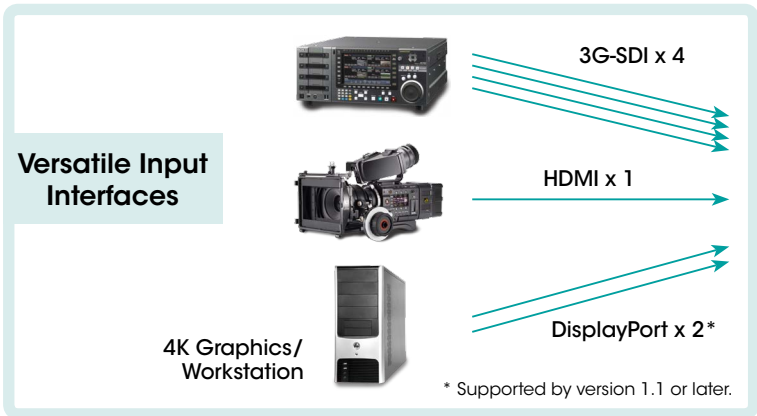 Versatile Input
Interfaces
3G-SDI x 4
HDMI x 1
4K Graphics/
Workstation
DisplayPort x 2*
* Supported by version 1.1 or later.